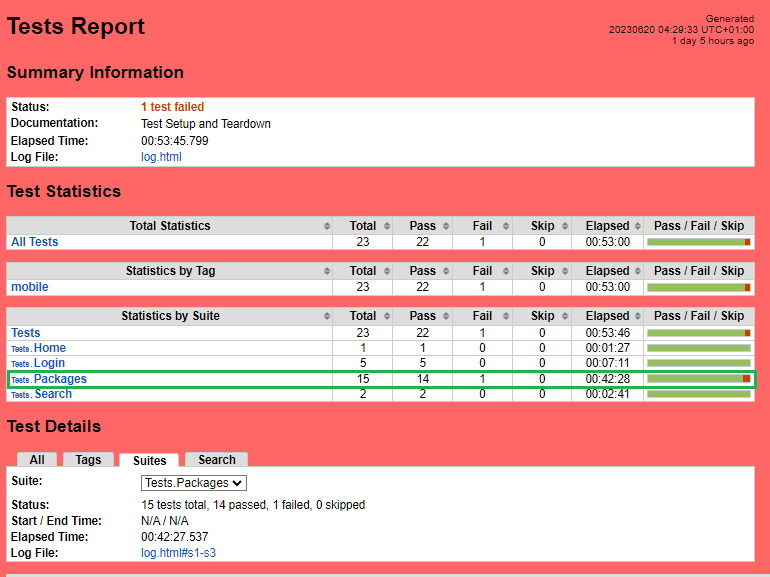 Tests Report
Generated
20230620 04:29:33 UTC+01:00
1 day 5 hours ago
Summary Information
Status: 1 test failed
Documentation: Test Setup and Teardown
Elapsed Time: 00:53:45.799
Log File: log.html
Test Statistics
Total Statistics Total Pass Fail Skip Elapsed Pass / Fail / Skip
All Tests 23 22 1 0 00:53:00
Statistics by Tag Total Pass Fail Skip Elapsed Pass / Fail / Skip
mobile 23 22 1 0 00:53:00
Statistics by Suite Total Pass Fail Skip Elapsed Pass / Fail / Skip
Tests 23 22 1 0 00:53:46
Tests.Home 1 1 0 0 00:01:27
Tests.Login 5 5 0 0 00:07:11
Tests.Packages 15 14 1 0 00:42:28
Tests.Search 2 2 0 0 00:02:41
Test Details
All Tags Suites Search
Suite: Tests.Packages
Status: 15 tests total, 14 passed, 1 failed, 0 skipped
Start / End Time: N/A / N/A
Elapsed Time: 00:42:27.537
Log File: log.html#s1-s3